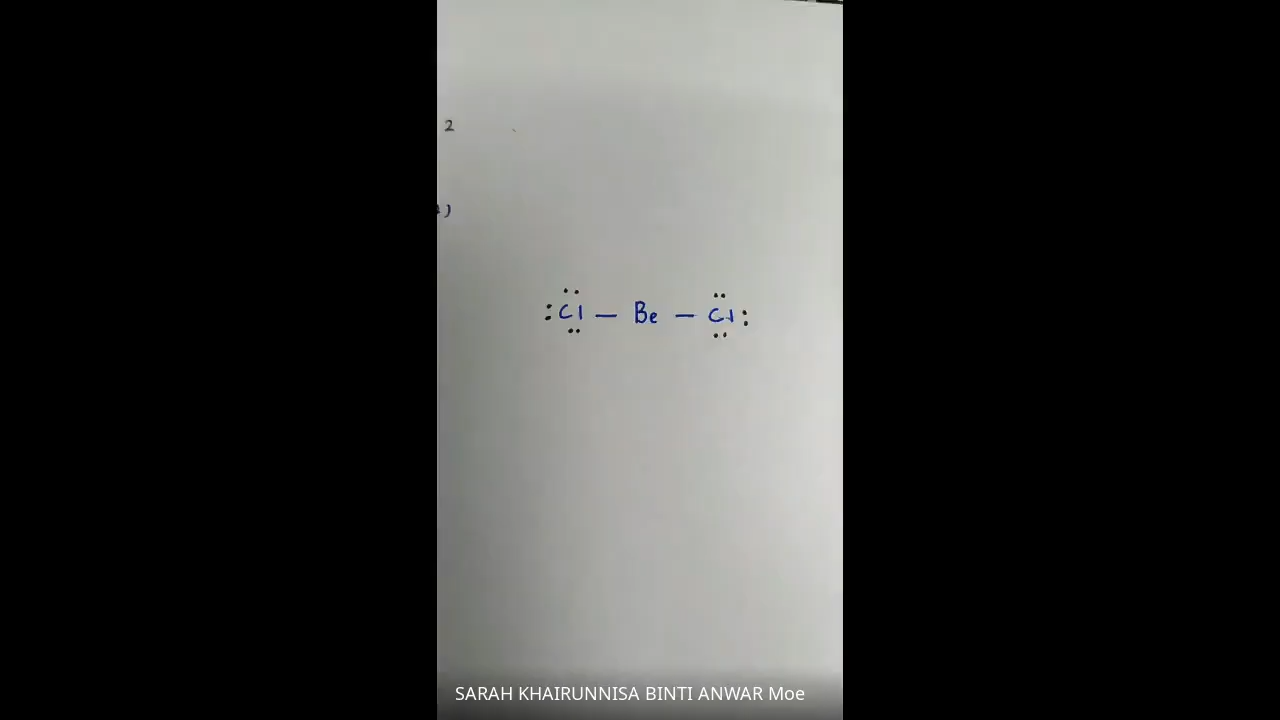 2
)
:Cl — Be — Cl:
SARAH KHAIRUNNISA BINTI ANWAR Moe